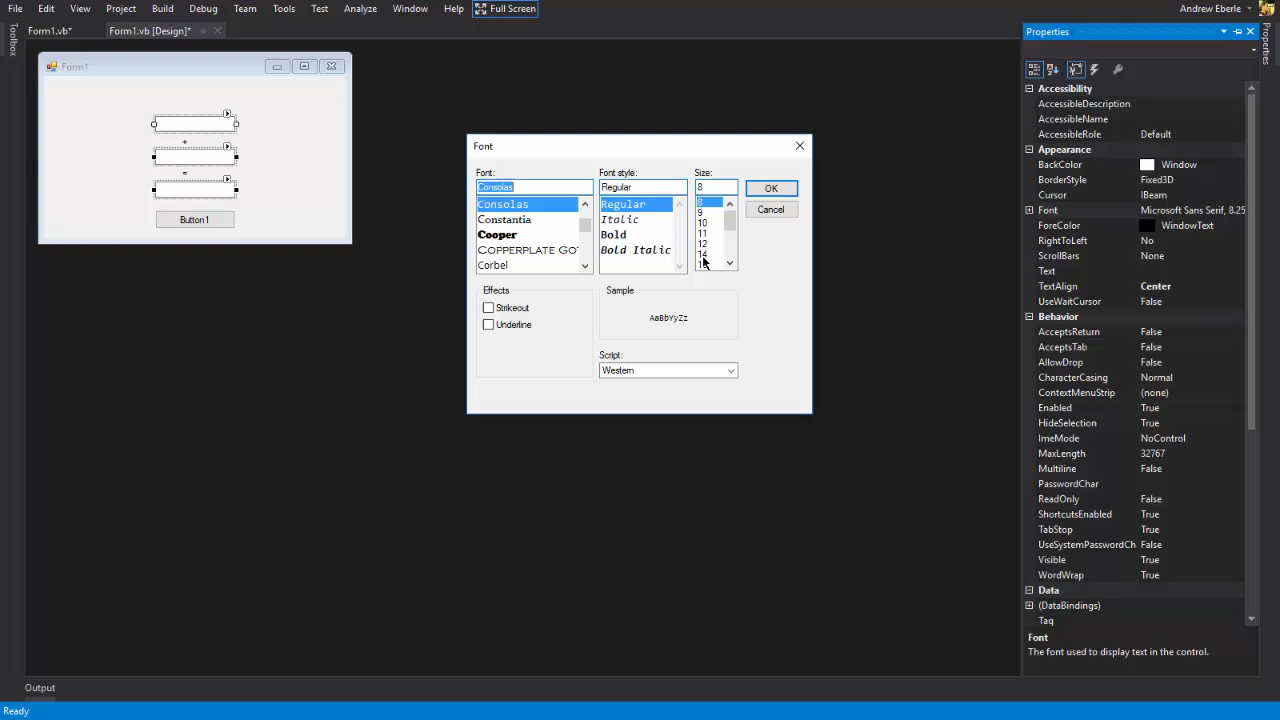 File Edit View Project Build Debug Team Tools Test Analyze Window Help Full Screen Andrew Eberle
Toolbox
Form1.vb*
Form1.vb [Design]*
Form1
+
=
Button1
Font
Font: Font style: Size:
Consolas Regular 8 OK
Consolas Regular 8
Constantia Italic 9 Cancel
Cooper Bold 10
COPPERPLATE GOT Bold Italic 11
Corbel 12
14
Effects
Strikeout
Underline
Sample
AaBbYyZz
Script:
Western
Properties
Accessibility
AccessibleDescription
AccessibleName
AccessibleRole Default
Appearance
BackColor Window
BorderStyle Fixed3D
Cursor IBeam
Font Microsoft Sans Serif, 8.25
ForeColor WindowText
RightToLeft No
ScrollBars None
Text
TextAlign Center
UseWaitCursor False
Behavior
AcceptsReturn False
AcceptsTab False
AllowDrop False
CharacterCasing Normal
ContextMenuStrip (none)
Enabled True
HideSelection True
ImeMode NoControl
MaxLength 32767
Multiline False
PasswordChar
ReadOnly False
ShortcutsEnabled True
TabStop True
UseSystemPasswordCh False
Visible True
WordWrap True
Data
(DataBindings)
Tag
Font
The font used to display text in the control.
Properties
Output
Ready